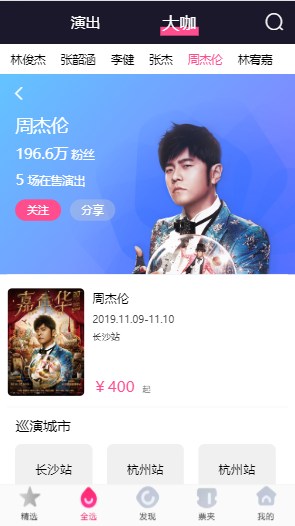 演出 大咖
林俊杰 张韶涵 李健 张杰 周杰伦 林宥嘉
周杰伦
196.6万 粉丝
5 场在售演出
关注 分享
嘉年华
周杰伦
2019.11.09-11.10
长沙站
￥400 起
巡演城市
长沙站 杭州站 杭州站
精选 全选 发现 票夹 我的